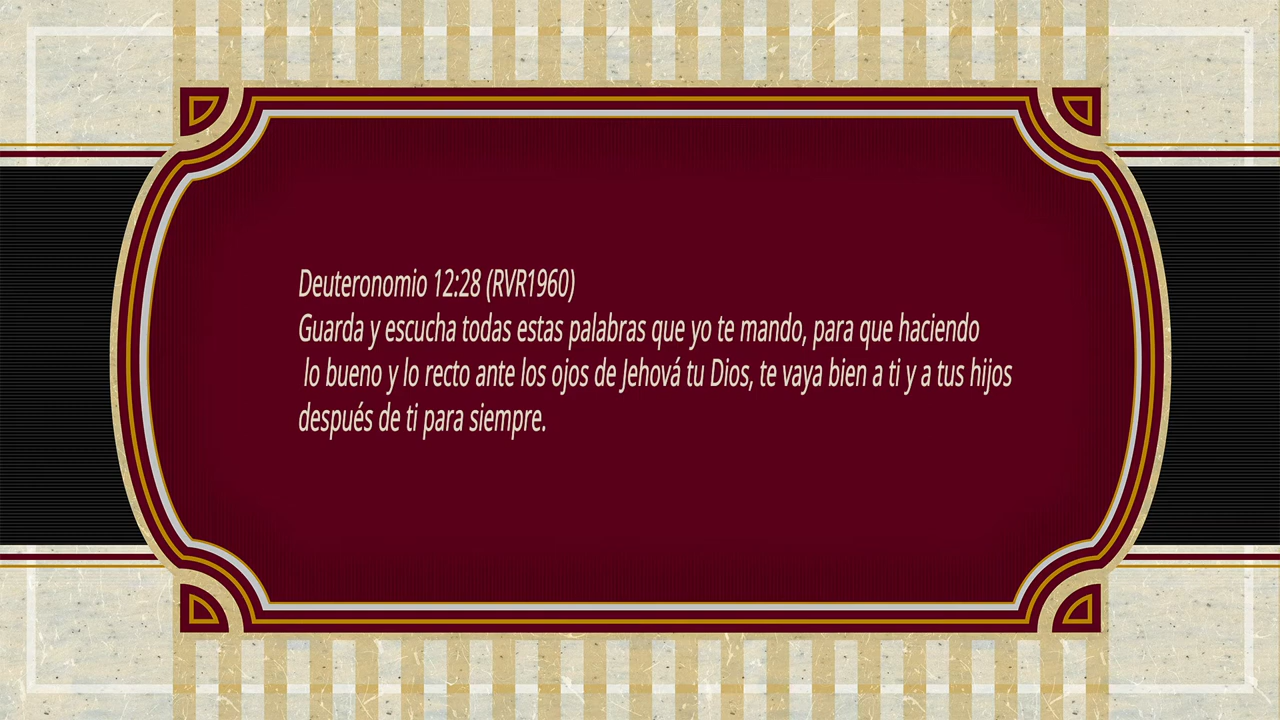 Deuteronomio 12:28 (RVR1960)
Guarda y escucha todas estas palabras que yo te mando, para que haciendo
lo bueno y lo recto ante los ojos de Jehová tu Dios, te vaya bien a ti y a tus hijos
después de ti para siempre.